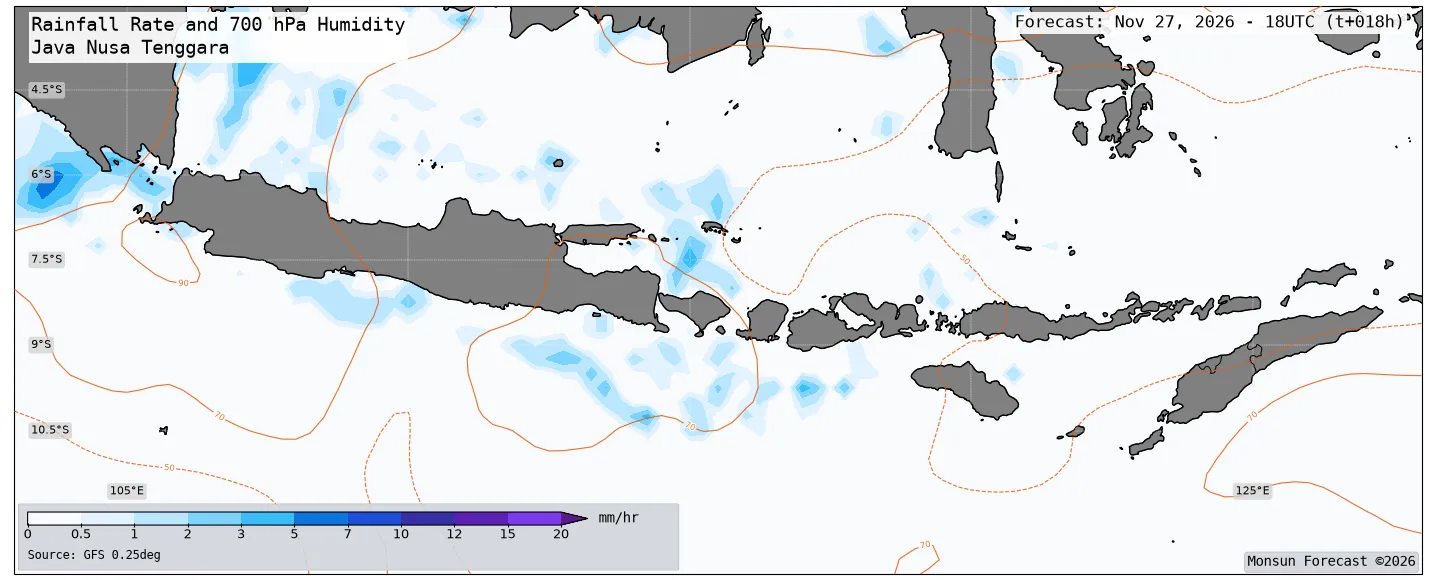 Rainfall Rate and 700 hPa Humidity
Java Nusa Tenggara
Forecast: Nov 27, 2026 - 18UTC (t+018h)
4.5°S
6°S
7.5°S
9°S
10.5°S
105°E
125°E
90
50
70
70
70
50
70
0 0.5 1 2 3 5 7 10 12 15 20
mm/hr
Source: GFS 0.25deg
Monsun Forecast ©2026